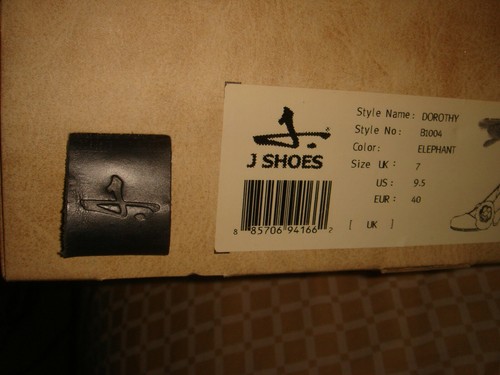 J SHOES
8 85706 94166 2
Style Name: DOROTHY
Style No: B1004
Color: ELEPHANT
Size UK: 7
US: 9.5
EUR: 40
[ UK ]